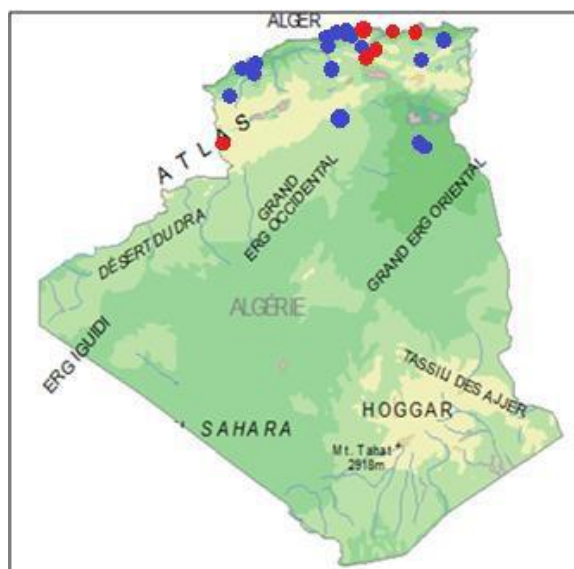 ALGER
ATLAS
DÉSERT DU DRA
GRAND
ERG OCCIDENTAL
GRAND ERG ORIENTAL
ALGÉRIE
ERG IGUIDI
TASSILI DES AJJER
HOGGAR
SAHARA
Mt. Tahat
2918m